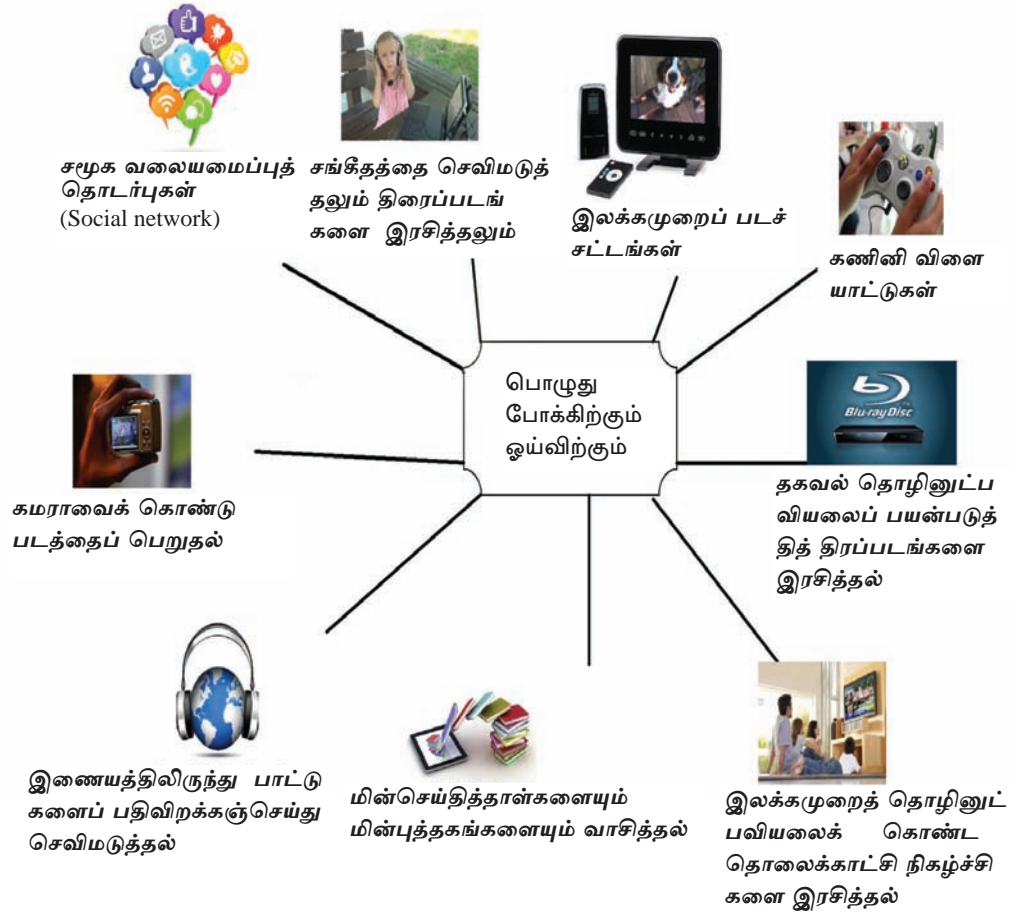 சமூக வலையமைப்புத்
தொடர்புகள்
(Social network)
சங்கீதத்தை செவிமடுத்
தலும் திரைப்படங்
களை இரசித்தலும்
இலக்கமுறைப் படச்
சட்டங்கள்
கணினி விளை
யாட்டுகள்
பொழுது
போக்கிற்கும்
ஓய்விற்கும்
Blu-ray Disc
கமராவைக் கொண்டு
படத்தைப் பெறுதல்
தகவல் தொழினுட்ப
வியலைப் பயன்படுத்
தித் திரப்படங்களை
இரசித்தல்
இணையத்திலிருந்து பாட்டு
களைப் பதிவிறக்கஞ்செய்து
செவிமடுத்தல்
மின்செய்தித்தாள்களையும்
மின்புத்தகங்களையும் வாசித்தல்
இலக்கமுறைத் தொழினுட்
பவியலைக் கொண்ட
தொலைக்காட்சி நிகழ்ச்சி
களை இரசித்தல்